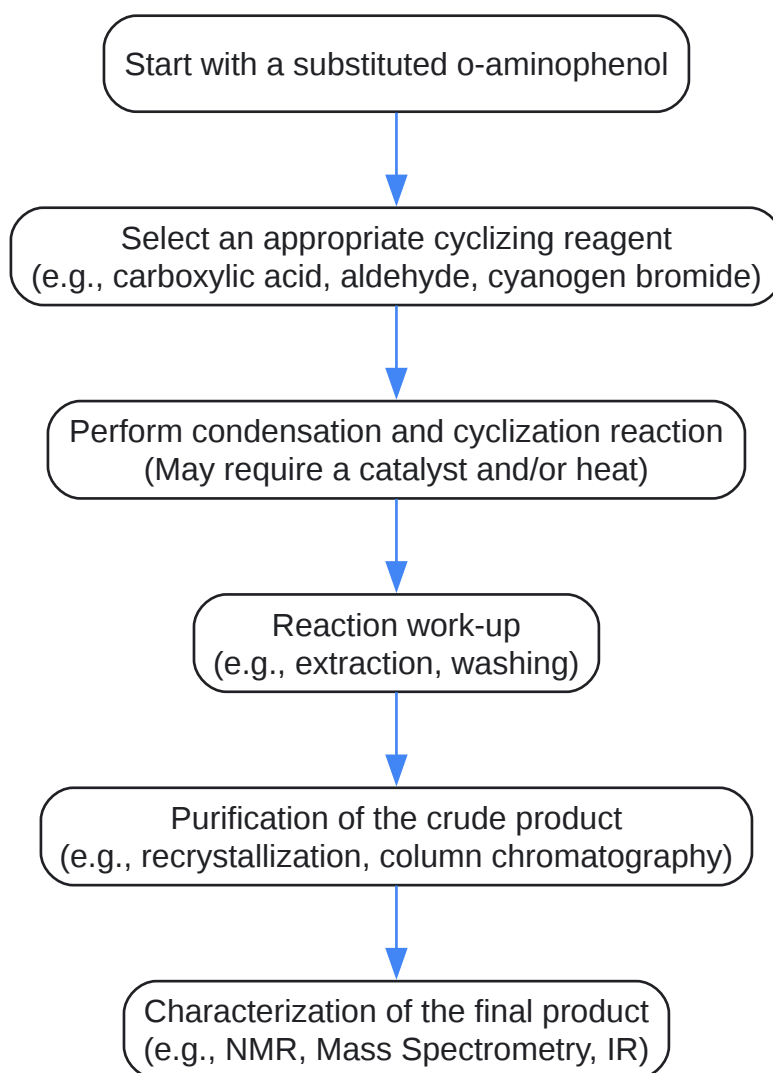 Start with a substituted o-aminophenol
Select an appropriate cyclizing reagent
(e.g., carboxylic acid, aldehyde, cyanogen bromide)
Perform condensation and cyclization reaction
(May require a catalyst and/or heat)
Reaction work-up
(e.g., extraction, washing)
Purification of the crude product
(e.g., recrystallization, column chromatography)
Characterization of the final product
(e.g., NMR, Mass Spectrometry, IR)